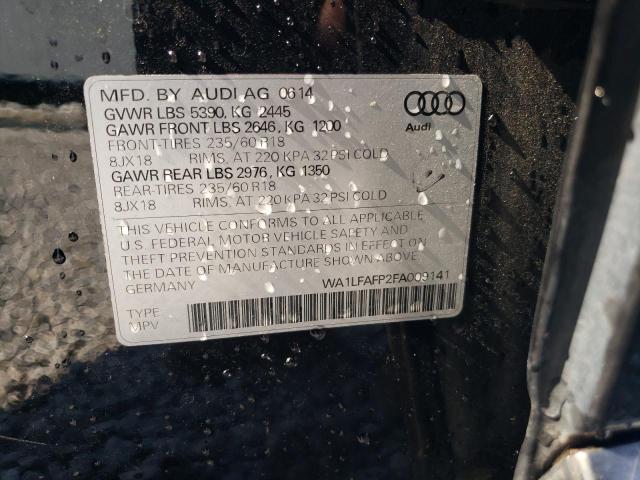 MFD. BY AUDI AG 0614
GVWR LBS 5390, KG 2445
GAWR FRONT LBS 2646, KG 1200
FRONT-TIRES 235/60 R18
8JX18 RIMS, AT 220 KPA 32 PSI COLD
GAWR REAR LBS 2976, KG 1350
REAR-TIRES 235/60 R18
8JX18 RIMS, AT 220 KPA 32 PSI COLD
Audi
THIS VEHICLE CONFORMS TO ALL APPLICABLE
U.S. FEDERAL MOTOR VEHICLE SAFETY AND
THEFT PREVENTION STANDARDS IN EFFECT ON
THE DATE OF MANUFACTURE SHOWN ABOVE.
GERMANY WA1LFAFP2FA009141
TYPE
MPV